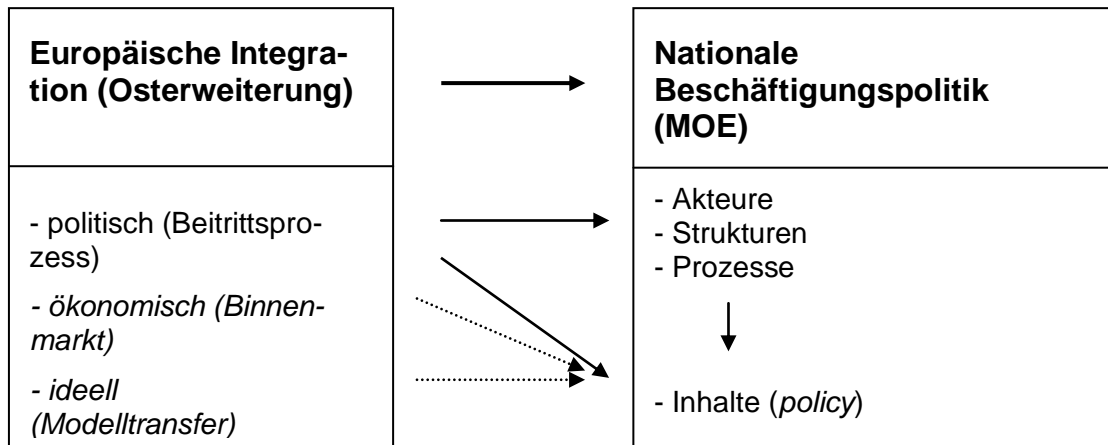 Europäische Integra-
tion (Osterweiterung)
- politisch (Beitrittspro-
zess)
- ökonomisch (Binnen-
markt)
- ideell
(Modelltransfer)
Nationale
Beschäftigungspolitik
(MOE)
- Akteure
- Strukturen
- Prozesse
- Inhalte (policy)